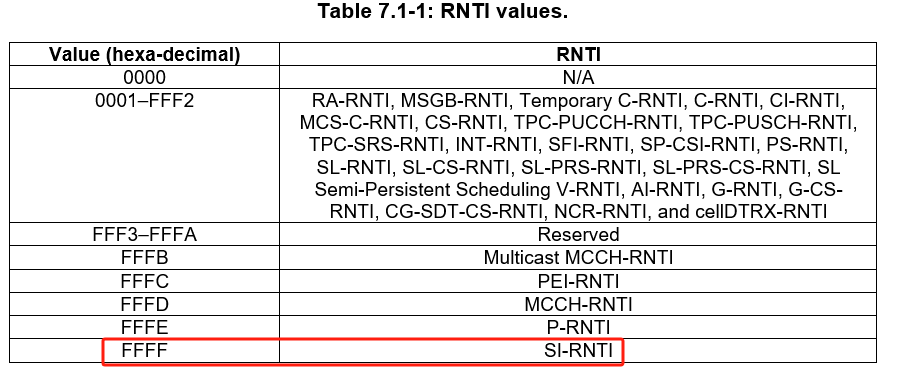 Table 7.1-1: RNTI values.
Value (hexa-decimal) RNTI
0000 N/A
0001–FFF2 RA-RNTI, MSGB-RNTI, Temporary C-RNTI, C-RNTI, CI-RNTI,
MCS-C-RNTI, CS-RNTI, TPC-PUCCH-RNTI, TPC-PUSCH-RNTI,
TPC-SRS-RNTI, INT-RNTI, SFI-RNTI, SP-CSI-RNTI, PS-RNTI,
SL-RNTI, SL-CS-RNTI, SL-PRS-RNTI, SL-PRS-CS-RNTI, SL
Semi-Persistent Scheduling V-RNTI, AI-RNTI, G-RNTI, G-CS-
RNTI, CG-SDT-CS-RNTI, NCR-RNTI, and cellDTRX-RNTI
FFF3–FFFA Reserved
FFFB Multicast MCCH-RNTI
FFFC PEI-RNTI
FFFD MCCH-RNTI
FFFE P-RNTI
FFFF SI-RNTI